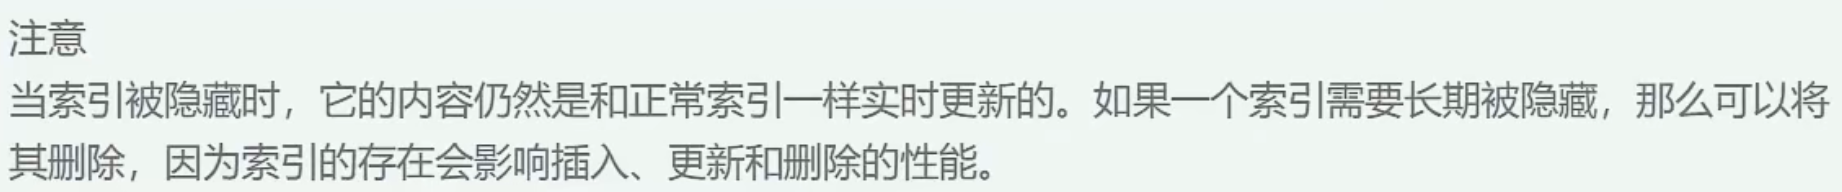 注意
当索引被隐藏时，它的内容仍然是和正常索引一样实时更新的。如果一个索引需要长期被隐藏，那么可以将
其删除，因为索引的存在会影响插入、更新和删除的性能。